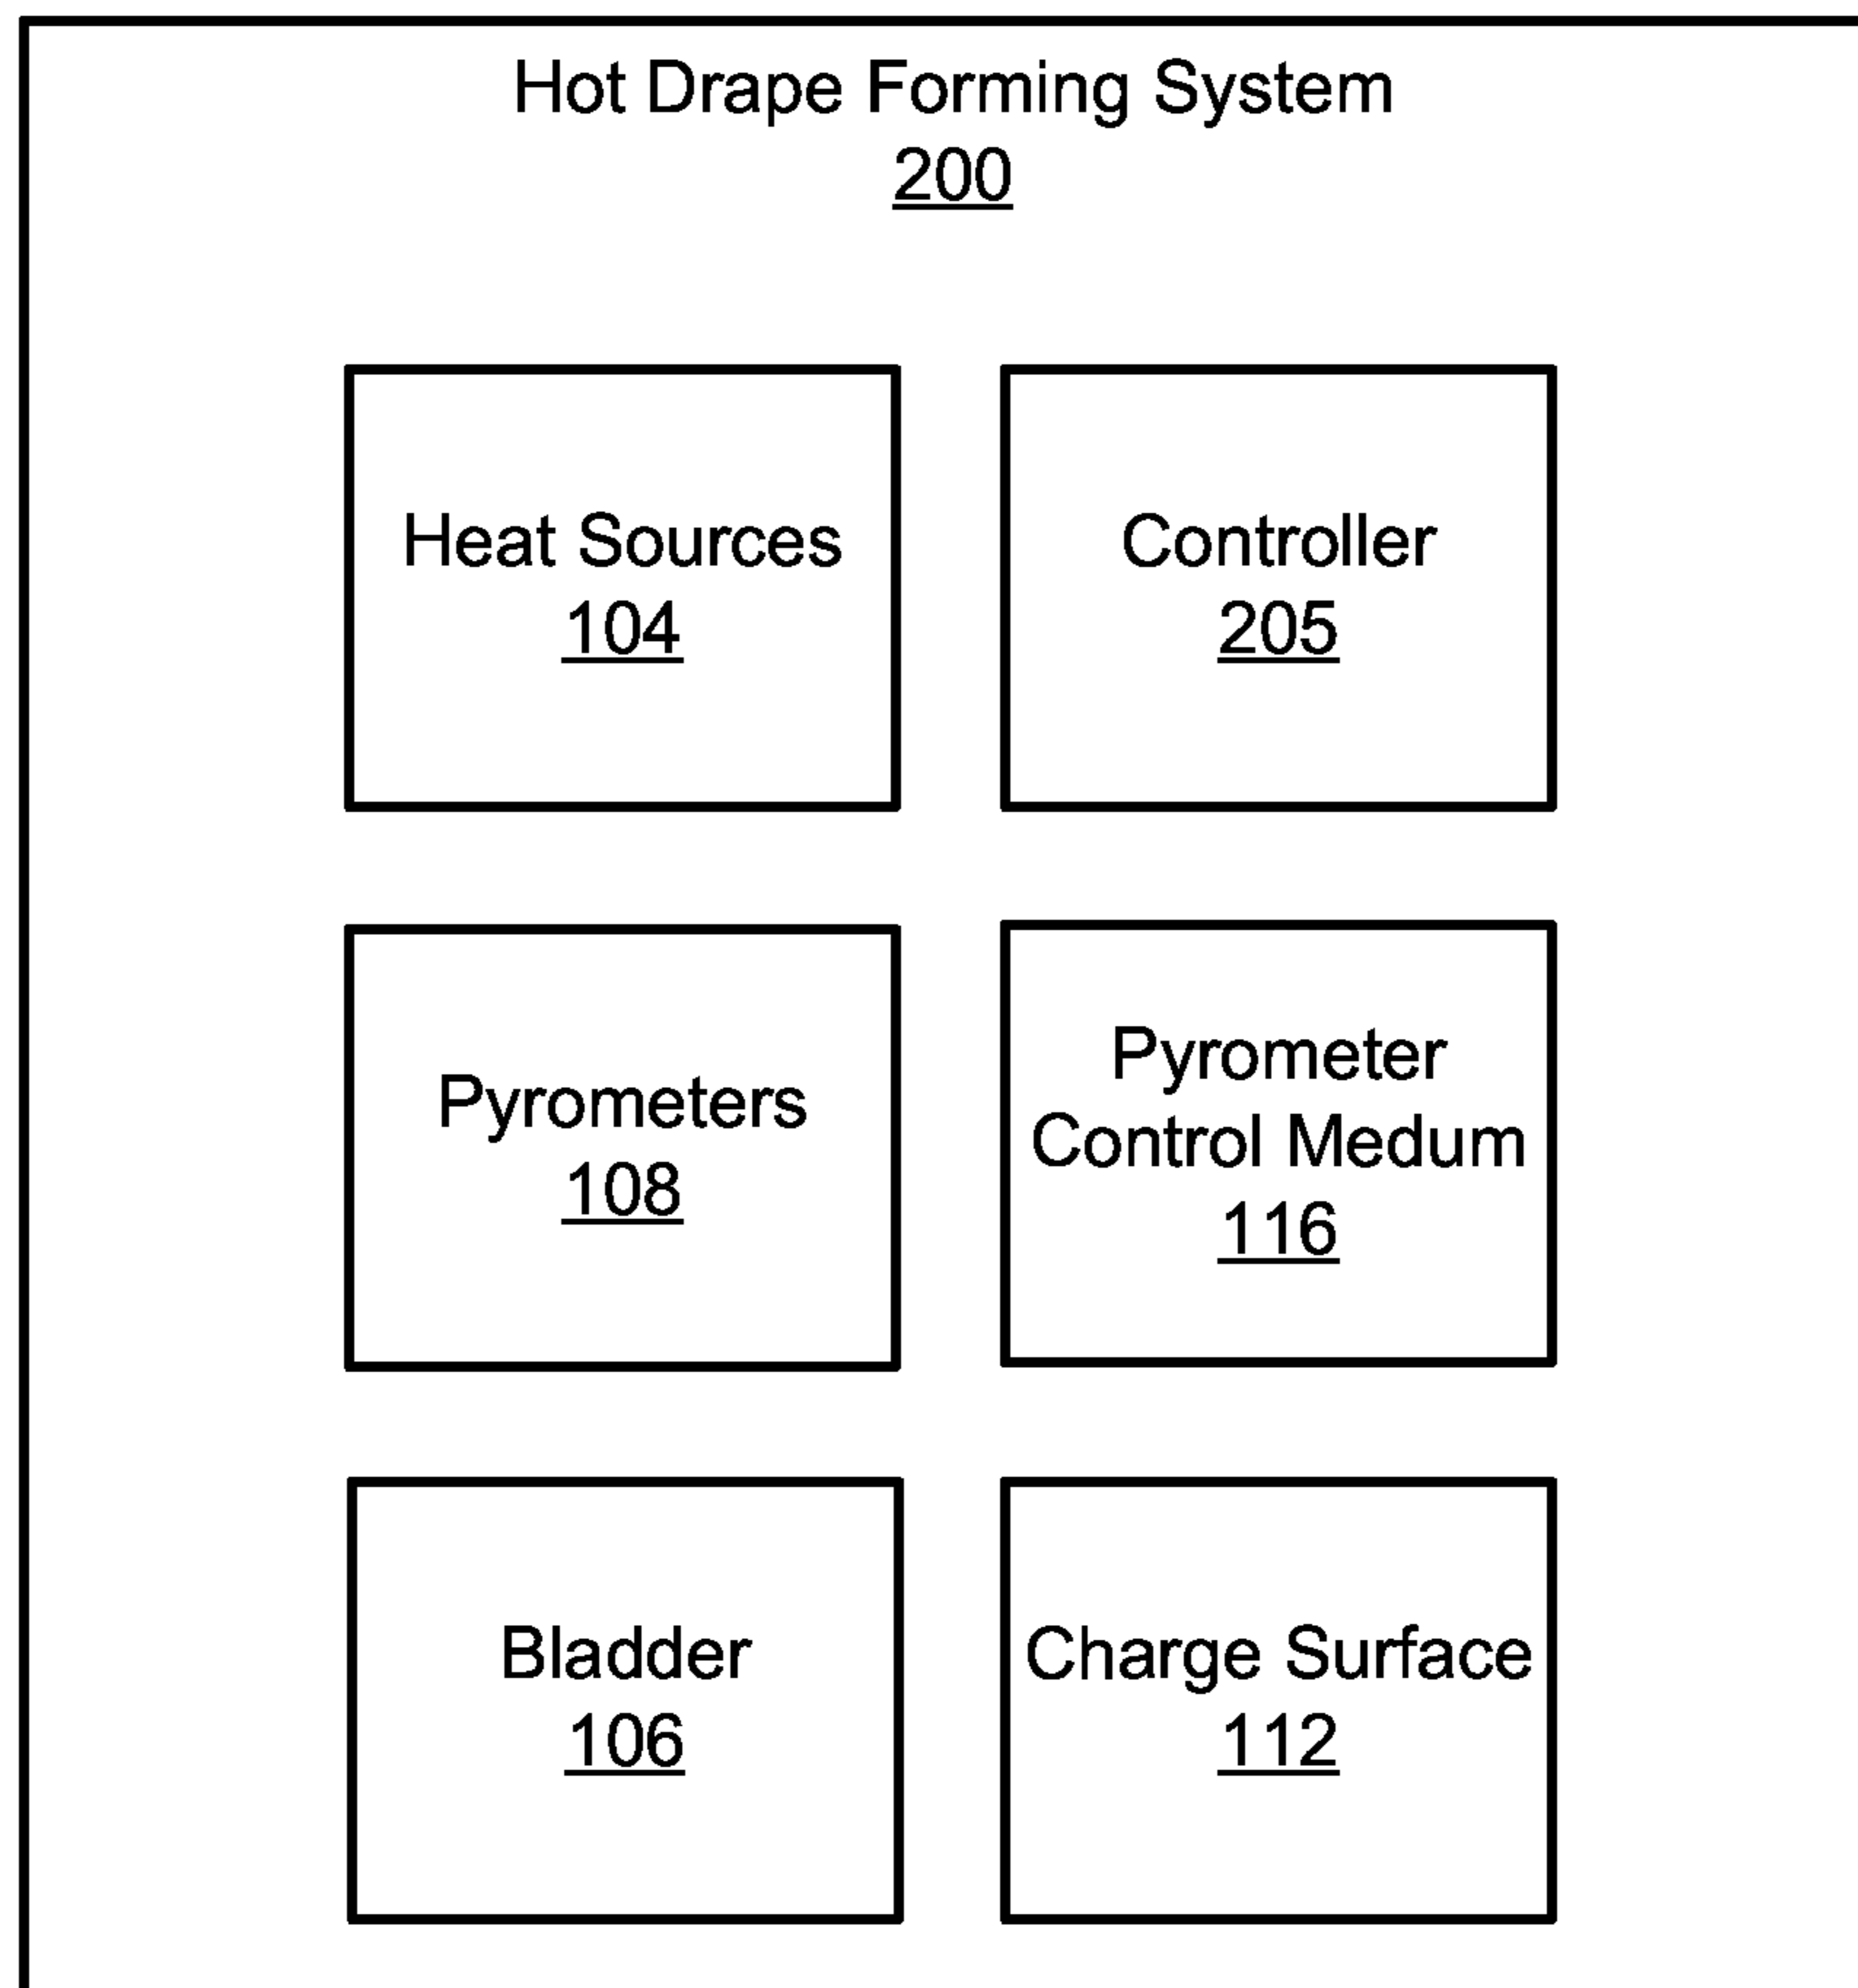 Hot Drape Forming System
200
Heat Sources
104
Controller
205
Pyrometers
108
Pyrometer
Control Medum
116
Bladder
106
Charge Surface
112